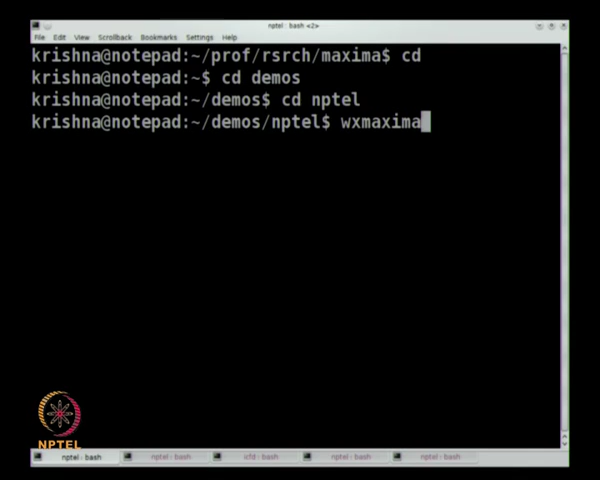 nptel : bash <2>
File Edit View Scrollback Bookmarks Settings Help
krishna@notepad:~/prof/rsrch/maxima$ cd
krishna@notepad:~$ cd demos
krishna@notepad:~/demos$ cd nptel
krishna@notepad:~/demos/nptel$ wxmaxima
NPTEL
nptel : bash nptel : bash sfd : bash nptel : bash nptel : bash